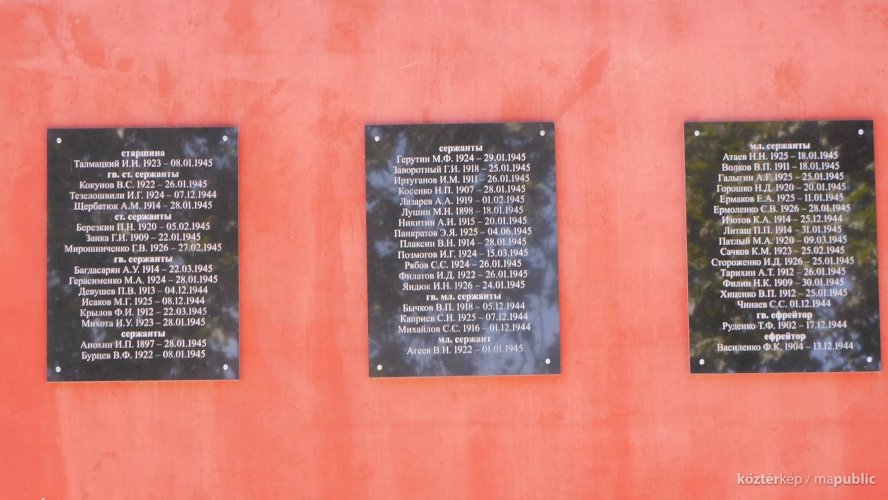 старшина
Талмацкий И.И. 1923 – 08.01.1945
гв. ст. сержанты
Кокунов В.С. 1922 – 26.01.1945
Тезелошвили И.Г. 1924 – 07.12.1944
Щербатюк А.М. 1914 – 28.01.1945
ст. сержанты
Березкин П.Н. 1920 – 05.02.1945
Заика Г.И. 1909 – 22.01.1945
Мирошниченко Г.В. 1926 – 27.02.1945
гв. сержанты
Багдасарян А.У. 1914 – 22.03.1945
Герасименко М.А. 1924 – 28.01.1945
Девушев П.В. 1913 – 04.12.1944
Исаков М.Г. 1925 – 08.12.1944
Крылов Ф.И. 1912 – 22.03.1945
Михота И.У. 1923 – 28.01.1945
сержанты
Анохин И.П. 1897 – 28.01.1945
Бурцев В.Ф. 1922 – 08.01.1945
сержанты
Герутин М.Ф. 1924 – 29.01.1945
Заворотный Г.И. 1918 – 25.01.1945
Иртуганов И.М. 1911 – 26.01.1945
Косенко Н.П. 1907 – 28.01.1945
Лазарев А.А. 1919 – 01.02.1945
Лушин М.Н. 1898 – 18.01.1945
Никитин А.И. 1915 – 20.01.1945
Панкратов Э.Я. 1925 – 04.06.1945
Плаксин В.Н. 1914 – 28.01.1945
Позмогов И.Г. 1924 – 15.03.1945
Рябов С.С. 1924 – 26.01.1945
Филатов И.Д. 1922 – 26.01.1945
Яндюк И.Н. 1926 – 24.01.1945
гв. мл. сержанты
Бычков В.П. 1918 – 05.12.1944
Каприев С.Н. 1925 – 07.12.1944
Михайлов С.С. 1916 – 01.12.1944
мл. сержант
Агеев В.И. 1922 – 01.01.1945
мл. сержанты
Атаев Н.Н. 1925 – 18.01.1945
Волков В.П. 1911 – 18.01.1945
Галыгин А.Г. 1925 – 25.01.1945
Горошко Н.Д. 1920 – 20.01.1945
Ермаков Е.А. 1925 – 11.01.1945
Ермоленко С.В. 1926 – 28.01.1945
Изотов К.А. 1914 – 25.12.1944
Литаш П.П. 1914 – 31.01.1945
Патлый М.А. 1920 – 09.03.1945
Сачков К.М. 1923 – 25.02.1945
Стороженко И.Д. 1926 – 25.01.1945
Тарихин А.Т. 1912 – 26.01.1945
Филин Н.К. 1909 – 30.01.1945
Хиценко В.П. 1912 – 25.01.1945
Чинаев С.С. 01.12.1944
гв. ефрейтор
Руденко Т.Ф. 1902 – 17.12.1944
ефрейтор
Василенко Ф.К. 1904 – 13.12.1944
köztérkép / mapublic